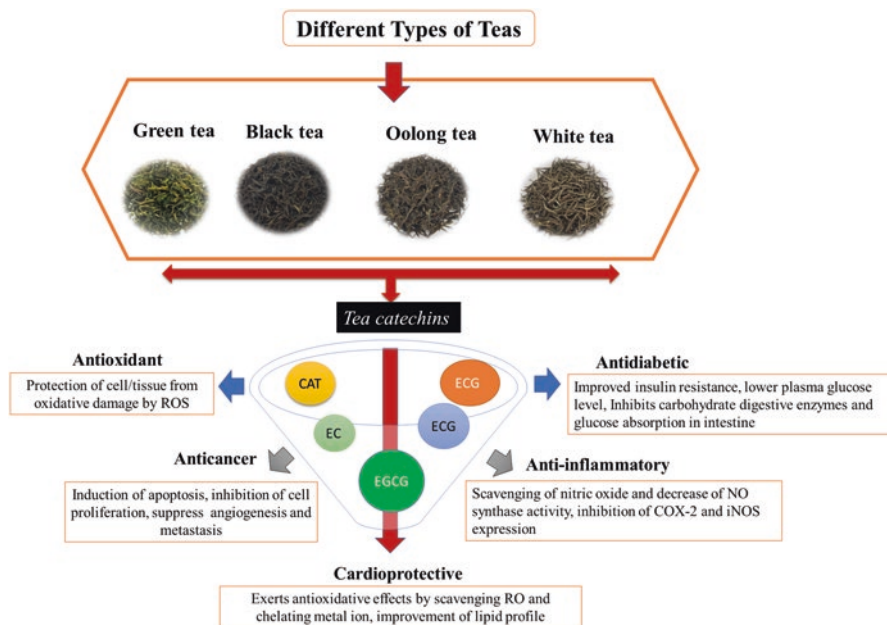 Different Types of Teas
Green tea
Black tea
Oolong tea
White tea
Tea catechins
Antioxidant
Protection of cell/tissue from
oxidative damage by ROS
CAT
ECG
Antidiabetic
Improved insulin resistance, lower plasma glucose
level, Inhibits carbohydrate digestive enzymes and
glucose absorption in intestine
EC
ECG
Anticancer
Induction of apoptosis, inhibition of cell
proliferation, suppress angiogenesis and
metastasis
EGCG
Anti-inflammatory
Scavenging of nitric oxide and decrease of NO
synthase activity, inhibition of COX-2 and iNOS
expression
Cardioprotective
Exerts antioxidative effects by scavenging RO and
chelating metal ion, improvement of lipid profile